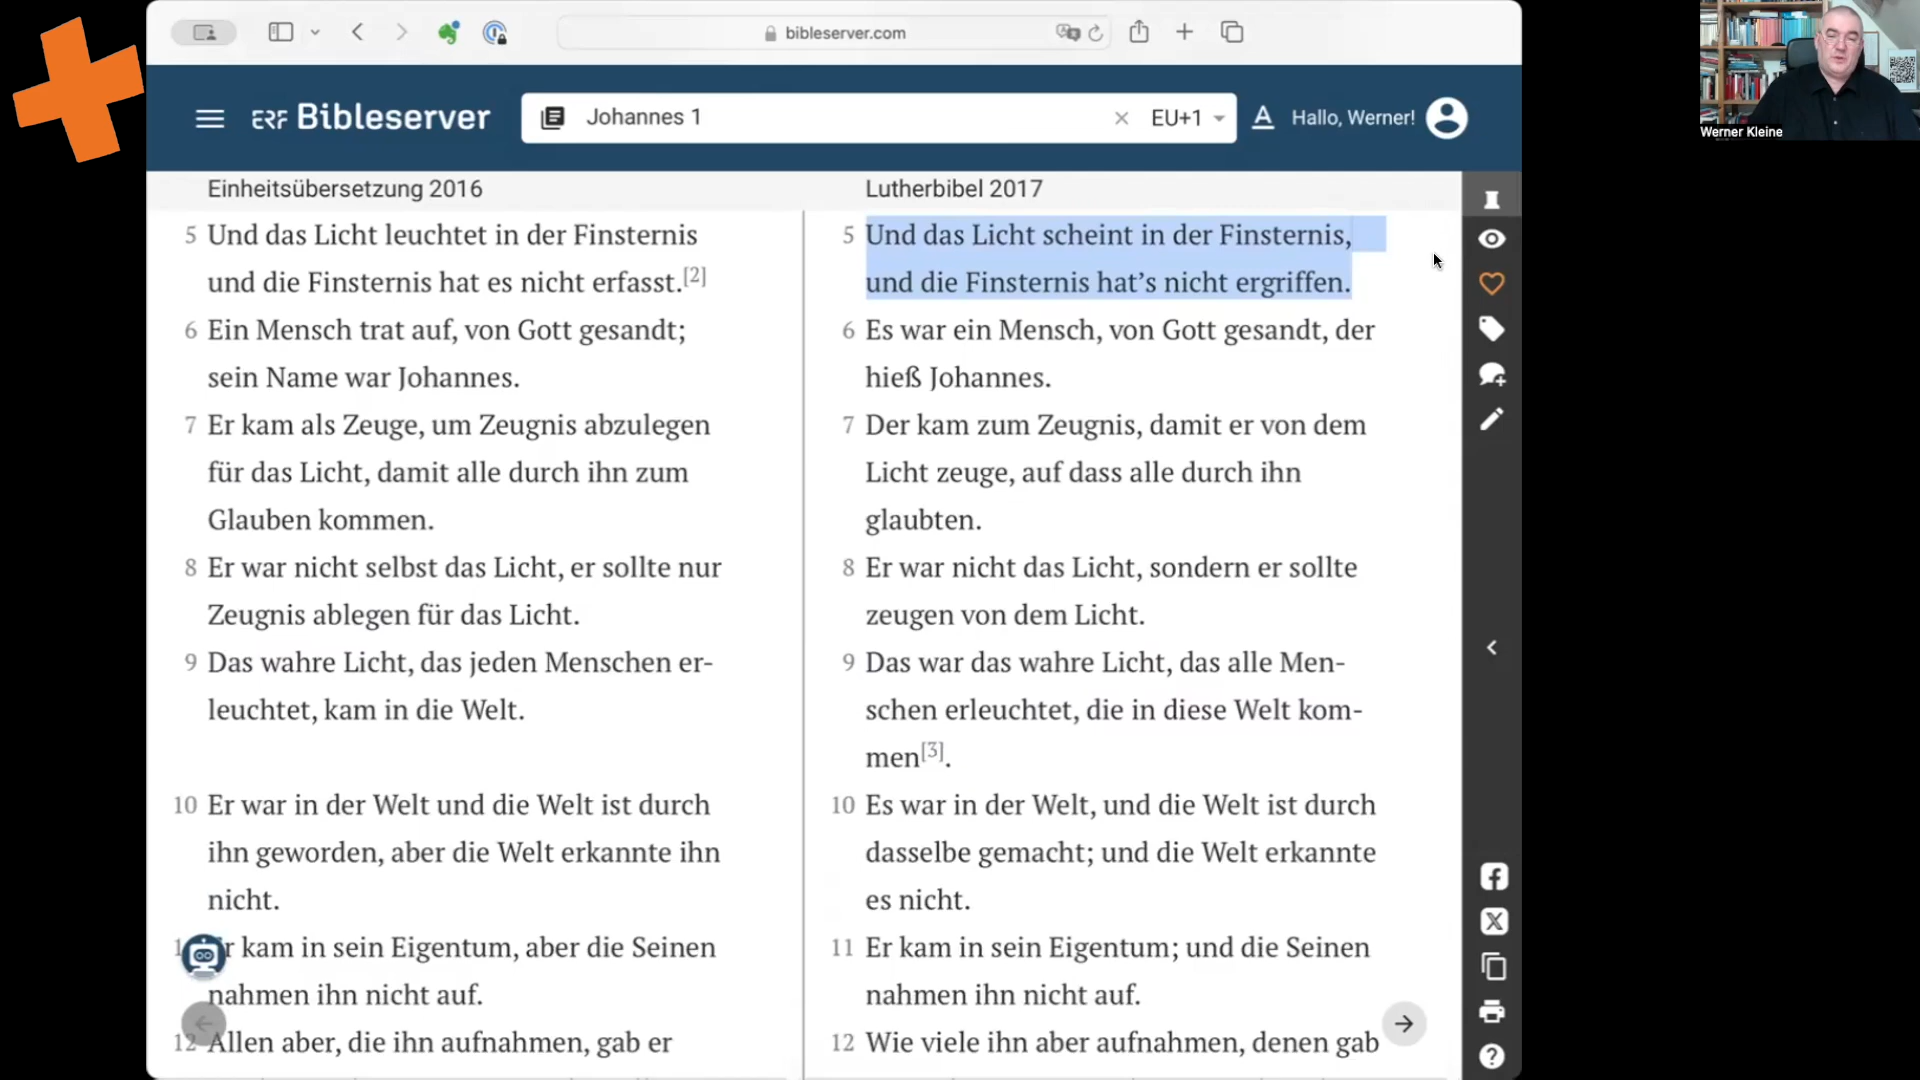 bibleserver.com
ERF Bibleserver
Johannes 1
EU+1
A
Hallo, Werner!
Werner Kleine
Einheitsübersetzung 2016
5 Und das Licht leuchtet in der Finsternis
und die Finsternis hat es nicht erfasst.[2]
6 Ein Mensch trat auf, von Gott gesandt;
sein Name war Johannes.
7 Er kam als Zeuge, um Zeugnis abzulegen
für das Licht, damit alle durch ihn zum
Glauben kommen.
8 Er war nicht selbst das Licht, er sollte nur
Zeugnis ablegen für das Licht.
9 Das wahre Licht, das jeden Menschen er-
leuchtet, kam in die Welt.
10 Er war in der Welt und die Welt ist durch
ihn geworden, aber die Welt erkannte ihn
nicht.
kam in sein Eigentum, aber die Seinen
nahmen ihn nicht auf.
12 Allen aber, die ihn aufnahmen, gab er
Lutherbibel 2017
5 Und das Licht scheint in der Finsternis,
und die Finsternis hat’s nicht ergriffen.
6 Es war ein Mensch, von Gott gesandt, der
hieß Johannes.
7 Der kam zum Zeugnis, damit er von dem
Licht zeuge, auf dass alle durch ihn
glaubten.
8 Er war nicht das Licht, sondern er sollte
zeugen von dem Licht.
9 Das war das wahre Licht, das alle Men-
schen erleuchtet, die in diese Welt kom-
men[3].
10 Es war in der Welt, und die Welt ist durch
dasselbe gemacht; und die Welt erkannte
es nicht.
11 Er kam in sein Eigentum; und die Seinen
nahmen ihn nicht auf.
12 Wie viele ihn aber aufnahmen, denen gab